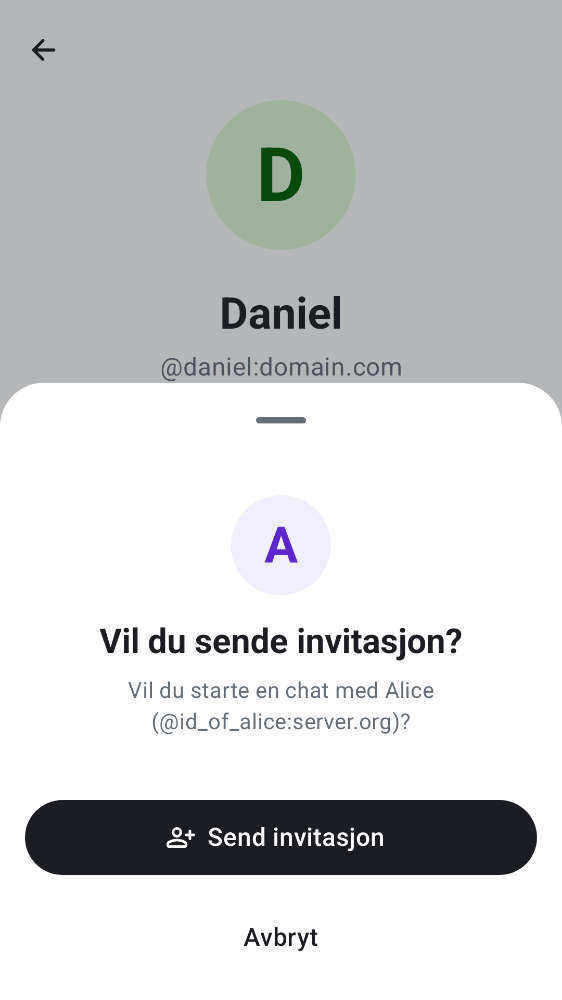 D
Daniel
@daniel:domain.com
A
Vil du sende invitasjon?
Vil du starte en chat med Alice
(@id_of_alice:server.org)?
Send invitasjon
Avbryt